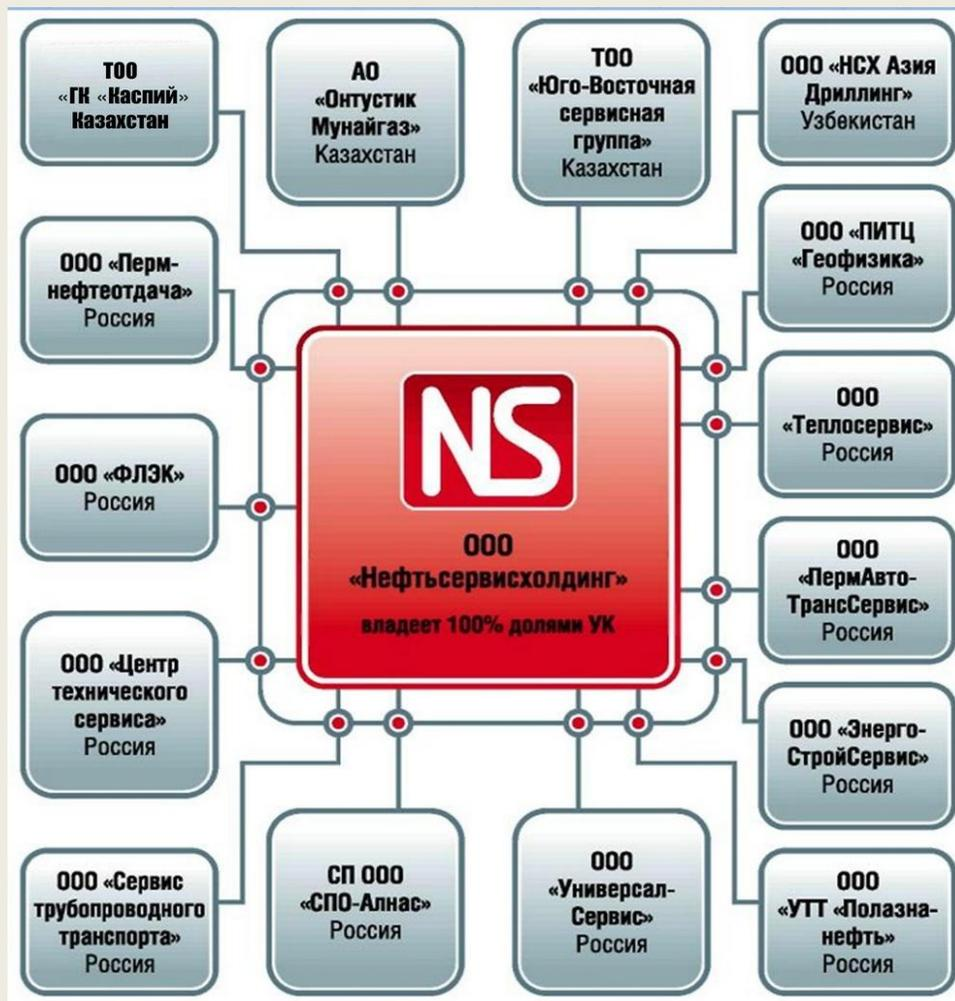 ТОО
«ГК «Каспий»
Казахстан
АО
«Онтустик
Мунайгаз»
Казахстан
ТОО
«Юго-Восточная
сервисная
группа»
Казахстан
ООО «НСХ Азия
Дриллинг»
Узбекистан
ООО «Перм-
нефтеотдача»
Россия
ООО «ПИТЦ
«Геофизика»
Россия
ООО «ФЛЭК»
Россия
NS
ООО
«Нефтьсервисхолдинг»
владеет 100% долями УК
ООО
«Теплосервис»
Россия
ООО
«ПермАвто-
ТрансСервис»
Россия
ООО «Центр
технического
сервиса»
Россия
ООО «Энерго-
СтройСервис»
Россия
ООО «Сервис
трубопроводного
транспорта»
Россия
СП ООО
«СПО-Алнас»
Россия
ООО
«Универсал-
Сервис»
Россия
ООО
«УТТ «Полазна-
нефть»
Россия